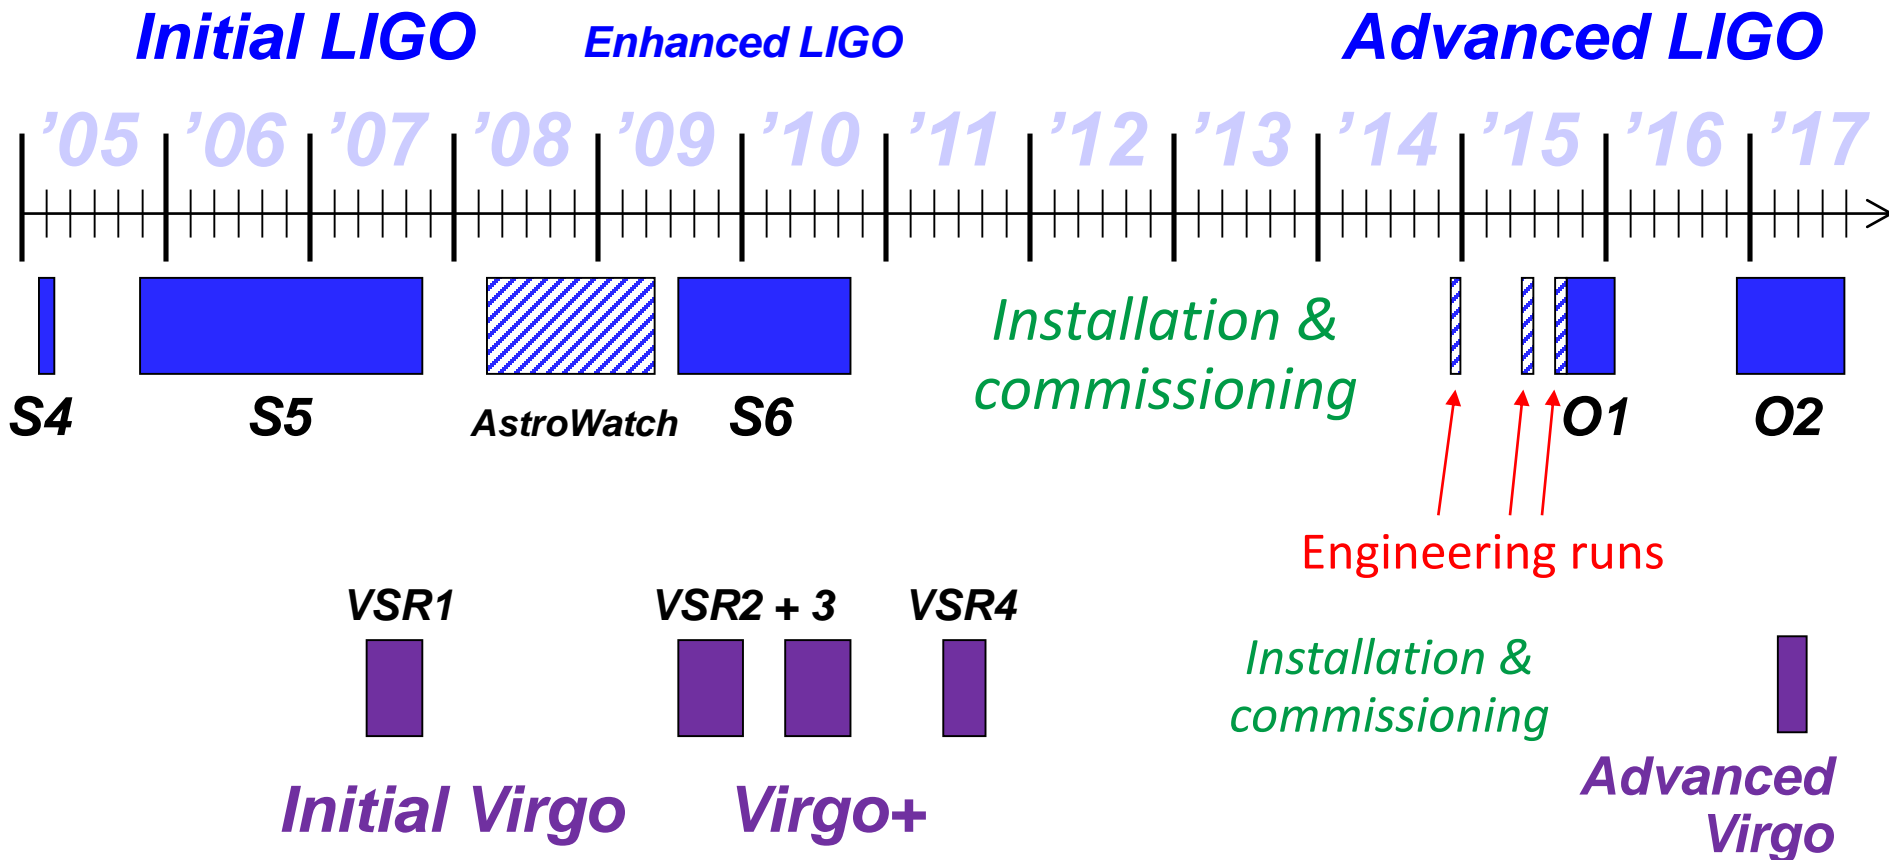 Initial LIGO
Enhanced LIGO
Advanced LIGO
’05 ’06 ’07 ’08 ’09 ’10 ’11 ’12 ’13 ’14 ’15 ’16 ’17
Installation &
commissioning
S4
S5
AstroWatch
S6
O1
O2
Engineering runs
VSR1
VSR2 + 3
VSR4
Installation &
commissioning
Initial Virgo
Virgo+
Advanced
Virgo